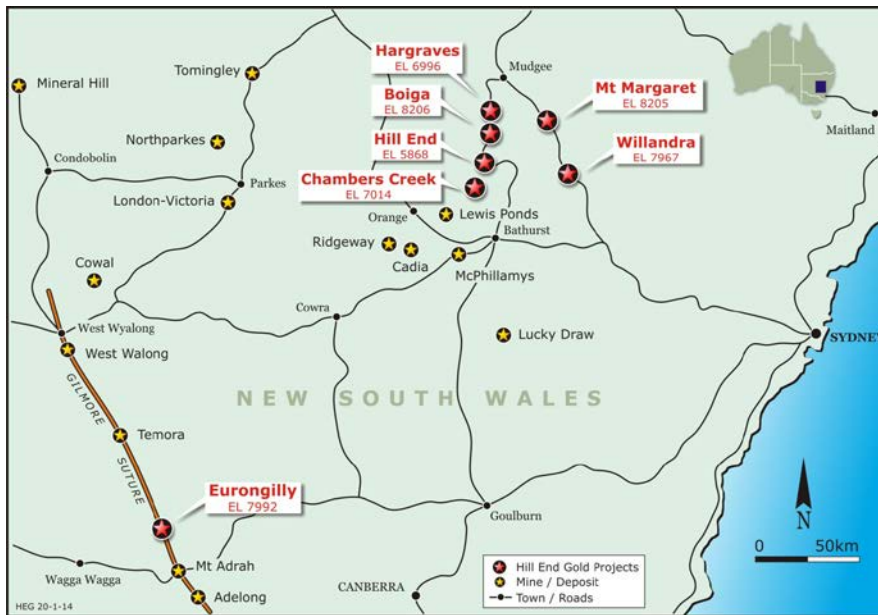 Hargraves
EL 6996
Mudgee
Tomingley
Mineral Hill
Boiga
EL 8206
Mt Margaret
EL 8205
Maitland
Northparkes
Hill End
EL 5868
Willandra
EL 7967
Condobolin
Parkes
Chambers Creek
EL 7014
London-Victoria
Orange
Lewis Ponds
Bathurst
Ridgeway
Cadia
McPhillamys
Cowal
Cowra
West Wyalong
Lucky Draw
SYDNEY
West Walong
NEW SOUTH WALES
GILMORE
SUTURE
Temora
Eurongilly
EL 7992
Goulburn
N
0 50km
Mt Adrah
Wagga Wagga
CANBERRA
Adelong
Hill End Gold Projects
Mine / Deposit
Town / Roads
HEG 20-1-14